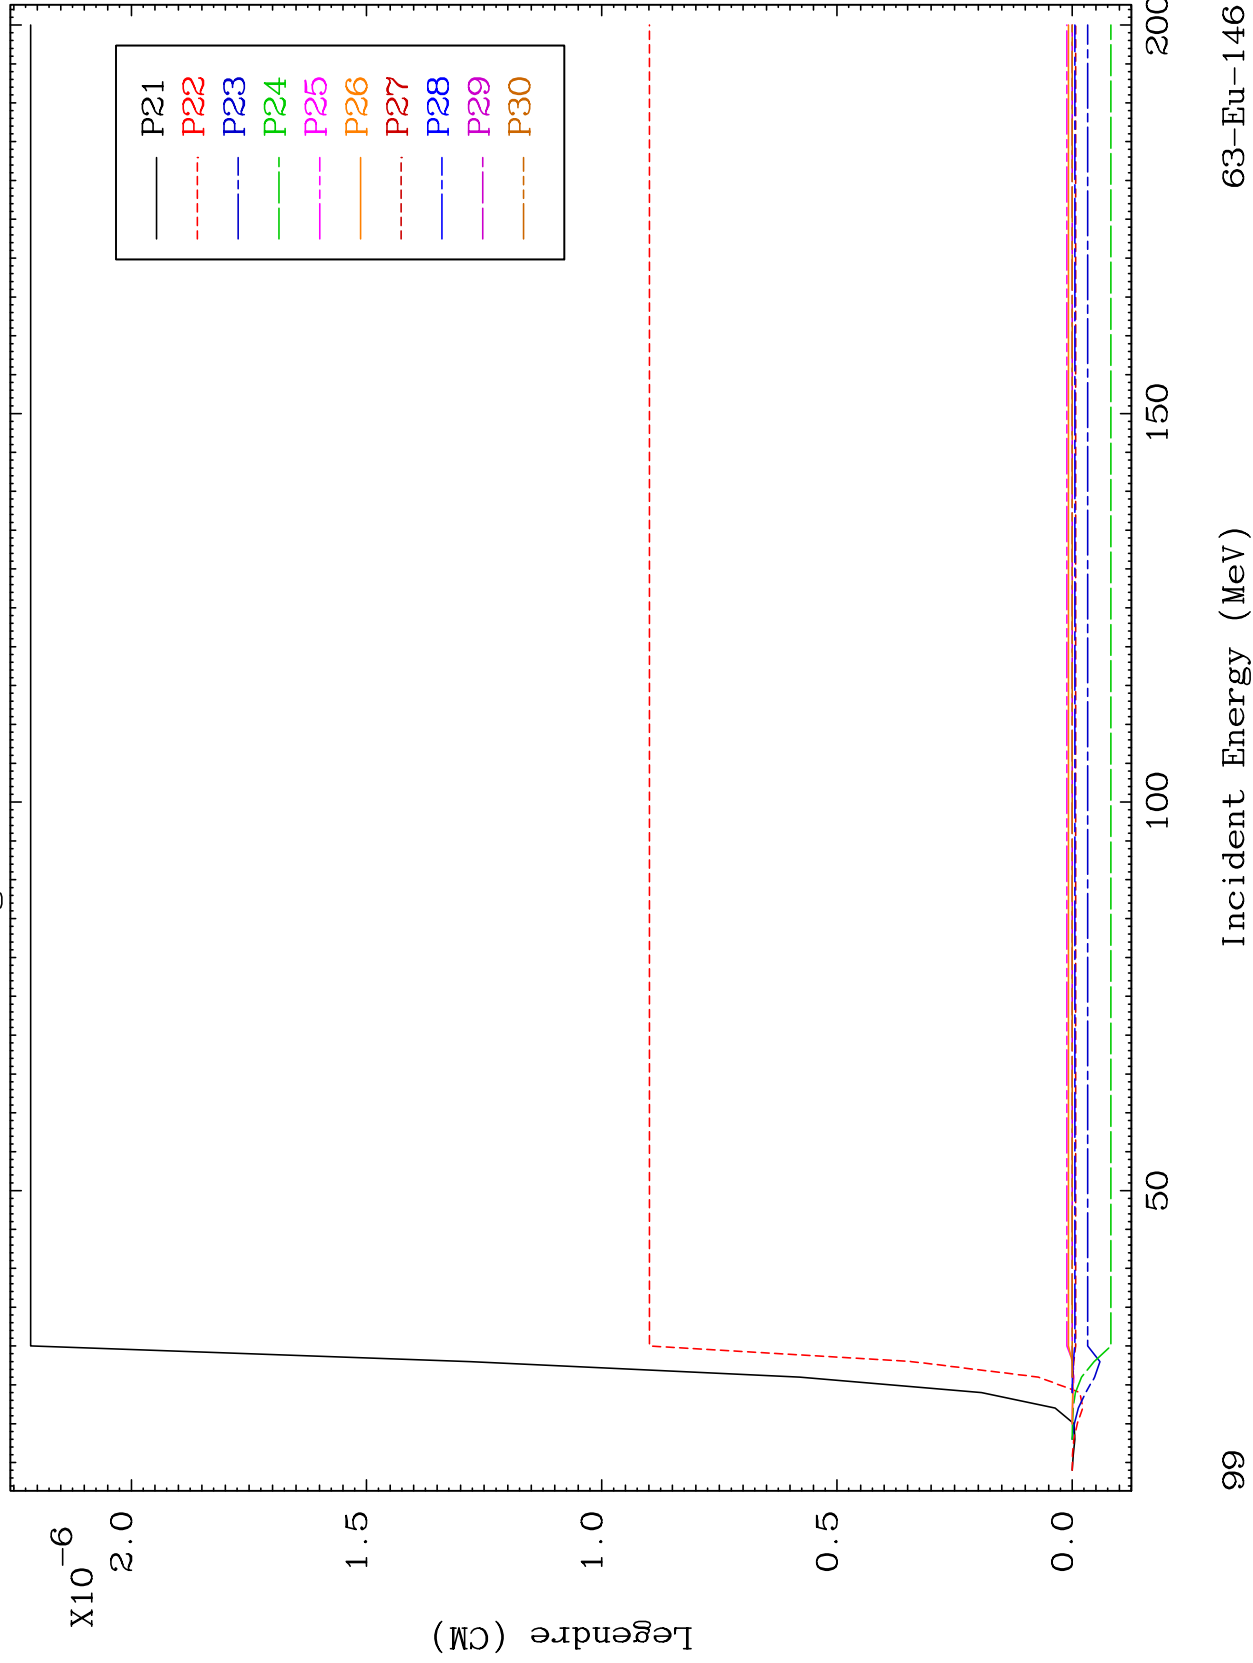 P21
P22
P23
P24
P25
P26
P27
P28
P29
P30
X10⁻⁶
2.0
1.5
1.0
0.5
0.0
Legendre (CM)
50
100
150
200
Incident Energy (MeV)
99
63-Eu-146